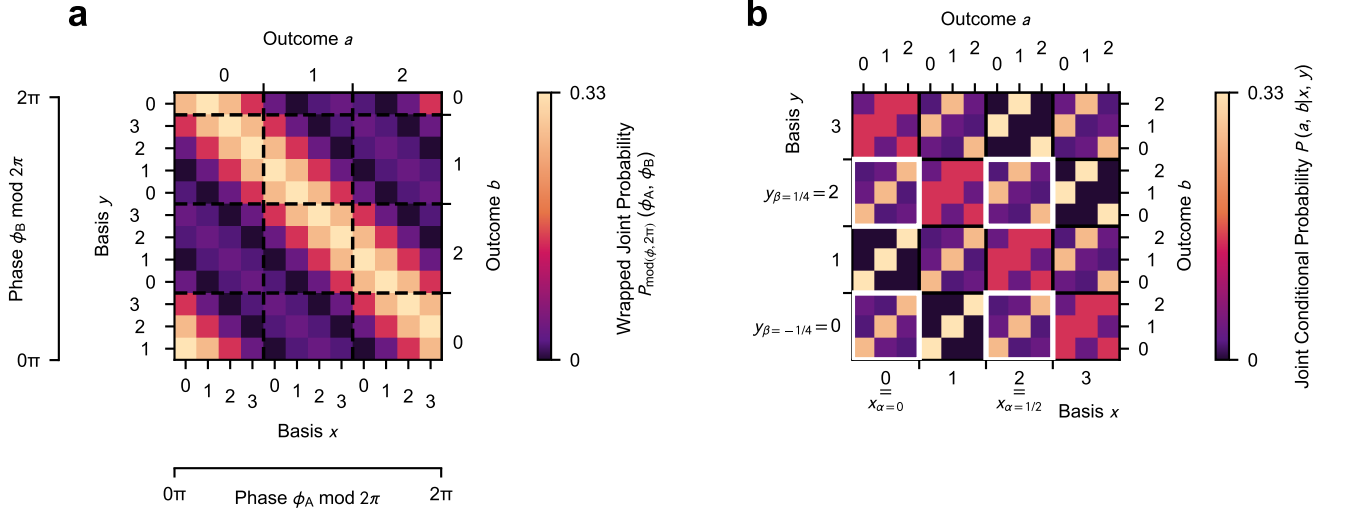 a
Outcome a
0 1 2
2π
0π
Phase ϕB mod 2π
Basis y
0
3
2
1
0
3
2
1
0
3
2
1
0
1
2
0
Outcome b
0 1 2 3 0 1 2 3 0 1 2 3
Basis x
0π Phase ϕA mod 2π 2π
0.33
0
Wrapped Joint Probability
Pmod(ϕ, 2π) (ϕA, ϕB)
b
Outcome a
0 1 2 0 1 2 0 1 2 0 1 2
Basis y
3
yβ=1/4=2
1
yβ=−1/4=0
2
1
0
2
1
0
2
1
0
2
1
0
Outcome b
0 1 2 3
= =
xα=0 xα=1/2 Basis x
0.33
0
Joint Conditional Probability P (a, b|x, y)